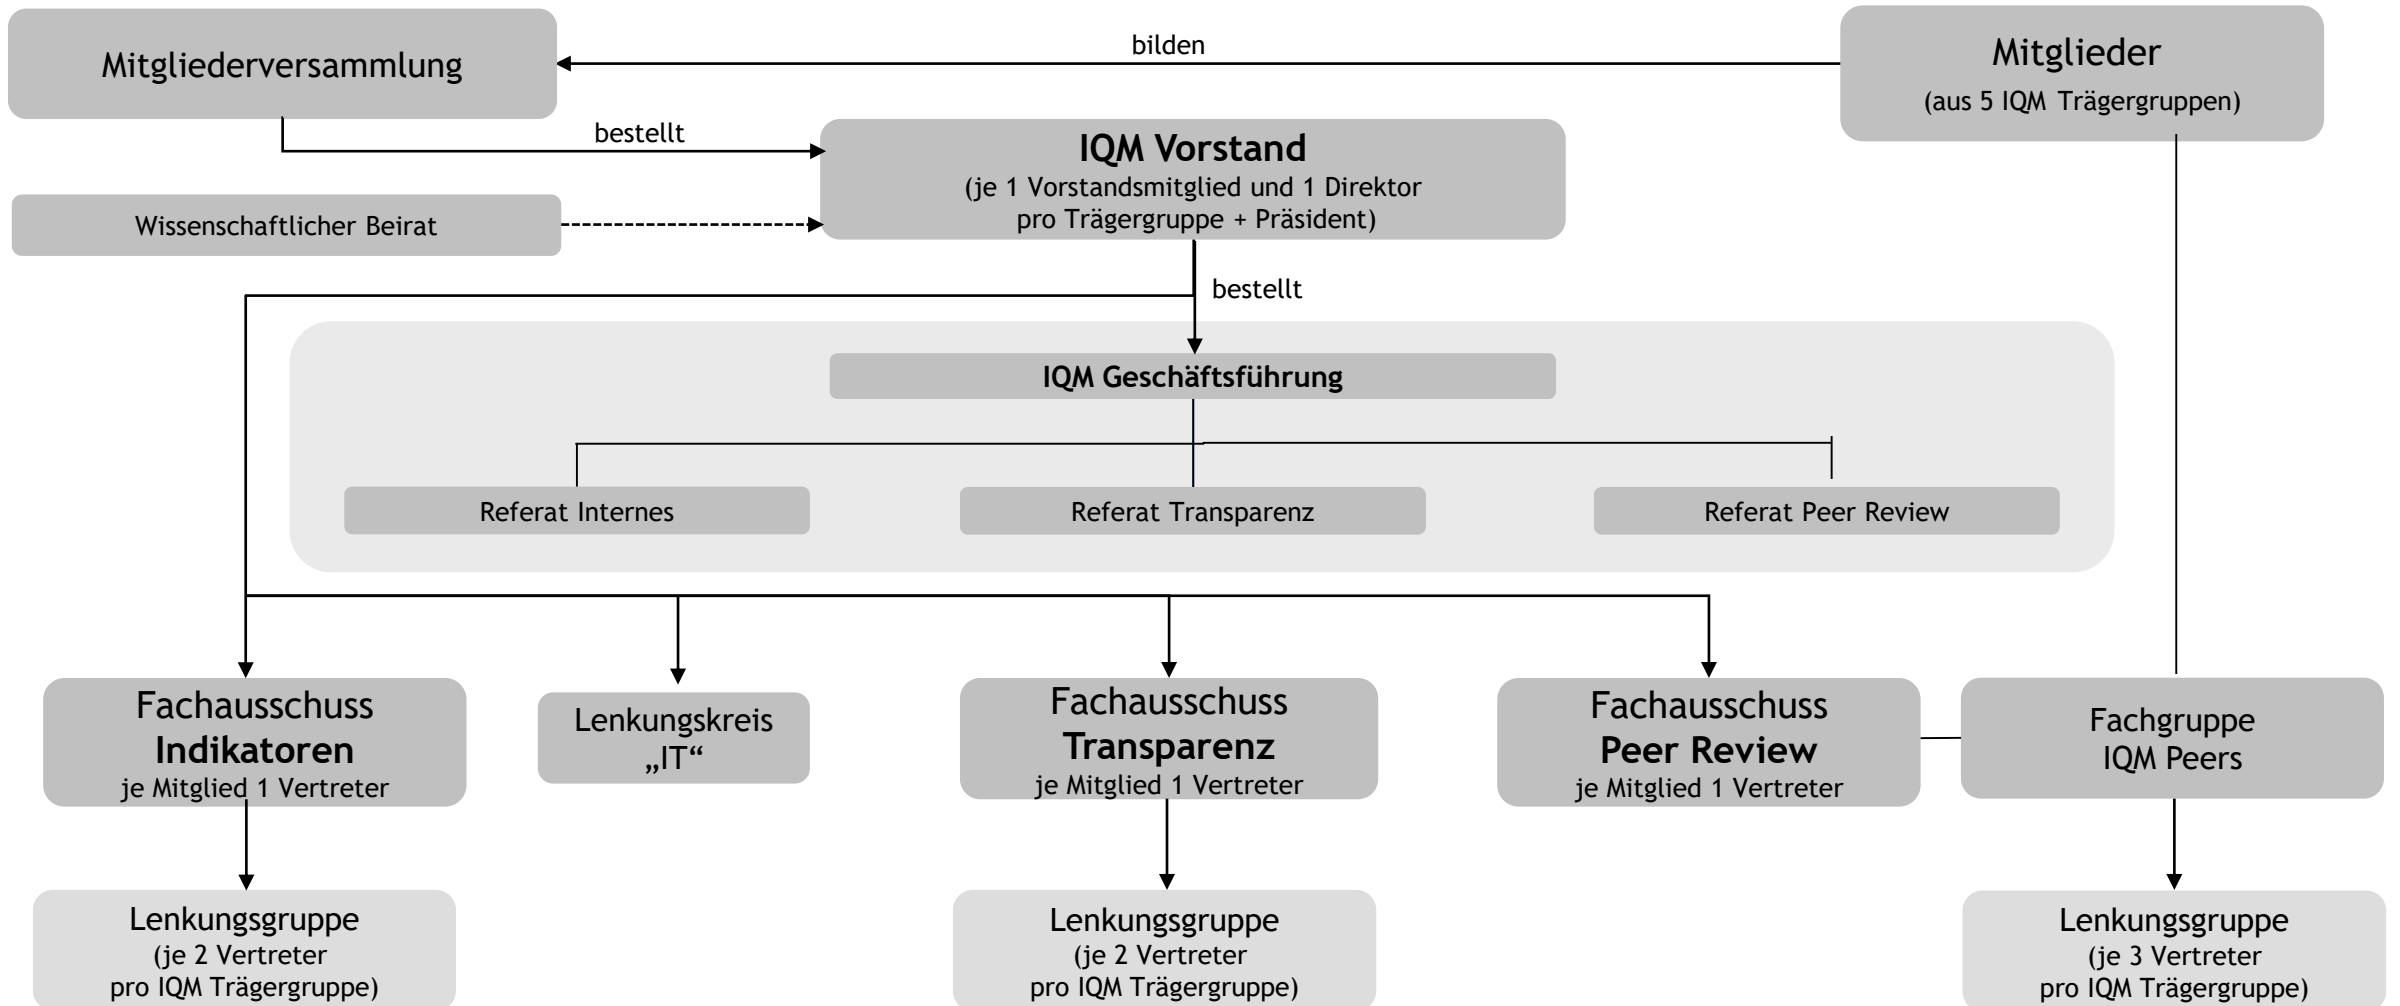 Mitgliederversammlung
bilden
Mitglieder
(aus 5 IQM Trägergruppen)
bestellt
IQM Vorstand
(je 1 Vorstandsmitglied und 1 Direktor
pro Trägergruppe + Präsident)
Wissenschaftlicher Beirat
bestellt
IQM Geschäftsführung
Referat Internes
Referat Transparenz
Referat Peer Review
Fachausschuss
Indikatoren
je Mitglied 1 Vertreter
Lenkungskreis
„IT“
Fachausschuss
Transparenz
je Mitglied 1 Vertreter
Fachausschuss
Peer Review
je Mitglied 1 Vertreter
Fachgruppe
IQM Peers
Lenkungsgruppe
(je 2 Vertreter
pro IQM Trägergruppe)
Lenkungsgruppe
(je 2 Vertreter
pro IQM Trägergruppe)
Lenkungsgruppe
(je 3 Vertreter
pro IQM Trägergruppe)